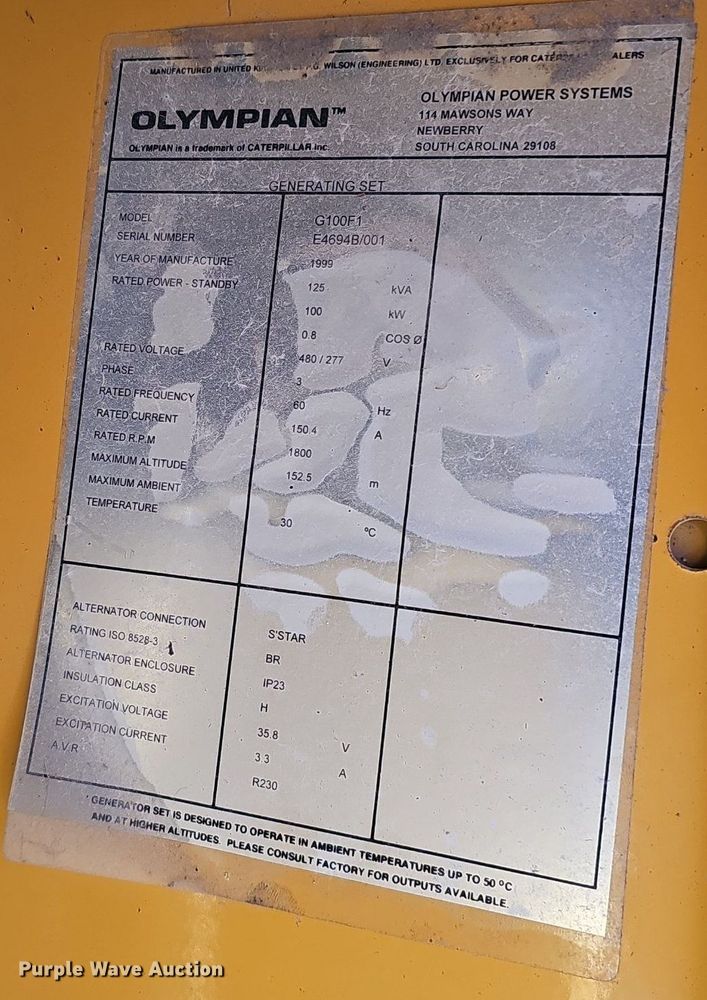 MANUFACTURED IN UNITED WILSON (ENGINEERING) LTD. EXCLUSIVELY FOR
OLYMPIAN™
OLYMPIAN is a trademark of CATERPILLAR Inc.
OLYMPIAN POWER SYSTEMS
114 MAWSONS WAY
NEWBERRY
SOUTH CAROLINA 29108
GENERATING SET
MODEL G100F1
SERIAL NUMBER E4694B/001
YEAR OF MANUFACTURE 1999
RATED POWER - STANDBY 125 kVA
100 kW
0.8 COS Ø
RATED VOLTAGE 480 / 277 V
PHASE 3
RATED FREQUENCY 60 Hz
RATED CURRENT 150.4 A
RATED R.P.M 1800
MAXIMUM ALTITUDE 152.5 m
MAXIMUM AMBIENT
TEMPERATURE 30 °C
ALTERNATOR CONNECTION S'STAR
RATING ISO 8528-3 BR
ALTERNATOR ENCLOSURE IP23
INSULATION CLASS H
EXCITATION VOLTAGE 35.8 V
EXCITATION CURRENT 3.3 A
A.V.R R230
GENERATOR SET IS DESIGNED TO OPERATE IN AMBIENT TEMPERATURES UP TO 50 °C
AND AT HIGHER ALTITUDES. PLEASE CONSULT FACTORY FOR OUTPUTS AVAILABLE.
Purple Wave Auction